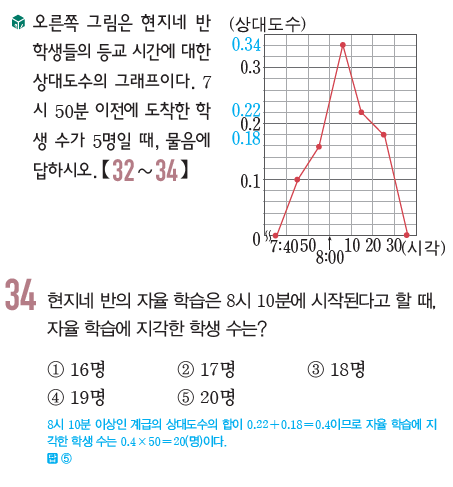 오른쪽 그림은 현지네 반
학생들의 등교 시간에 대한
상대도수의 그래프이다. 7
시 50분 이전에 도착한 학
생 수가 5명일 때, 물음에
답하시오.【32~34】
(상대도수)
0.34
0.3
0.22
0.2
0.18
0.1
0
7:40 50 8:00 10 20 30 (시각)
34 현지네 반의 자율 학습은 8시 10분에 시작된다고 할 때,
자율 학습에 지각한 학생 수는?
① 16명 ② 17명 ③ 18명
④ 19명 ⑤ 20명
8시 10분 이상인 계급의 상대도수의 합이 0.22+0.18=0.4이므로 자율 학습에 지
각한 학생 수는 0.4×50=20(명)이다.
답 ⑤